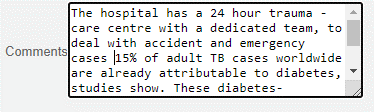 The hospital has a 24 hour trauma -
care centre with a dedicated team, to
deal with accident and emergency
Comments
cases 15% of adult TB cases worldwide
are already attributable to diabetes,
studies show. These diabetes-